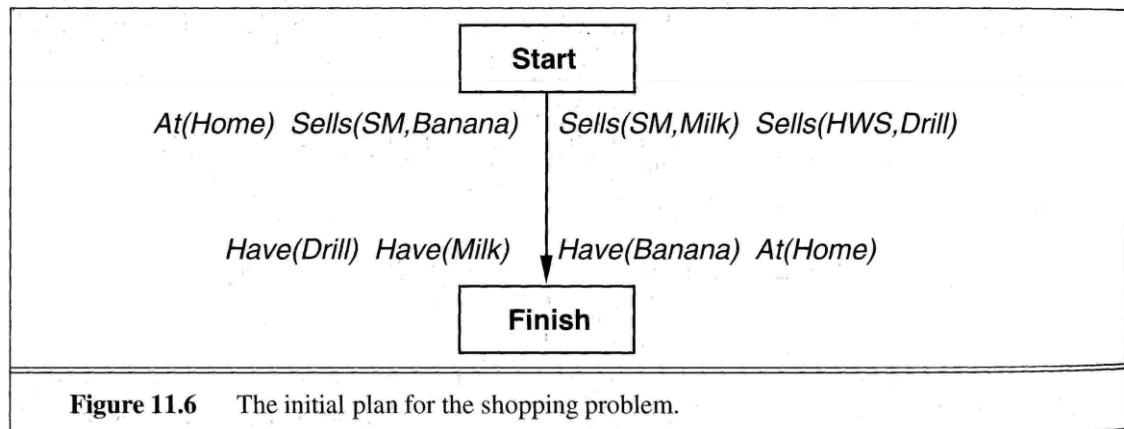 Start
At(Home) Sells(SM,Banana) Sells(SM,Milk) Sells(HWS,Drill)
Have(Drill) Have(Milk) Have(Banana) At(Home)
Finish
Figure 11.6 The initial plan for the shopping problem.